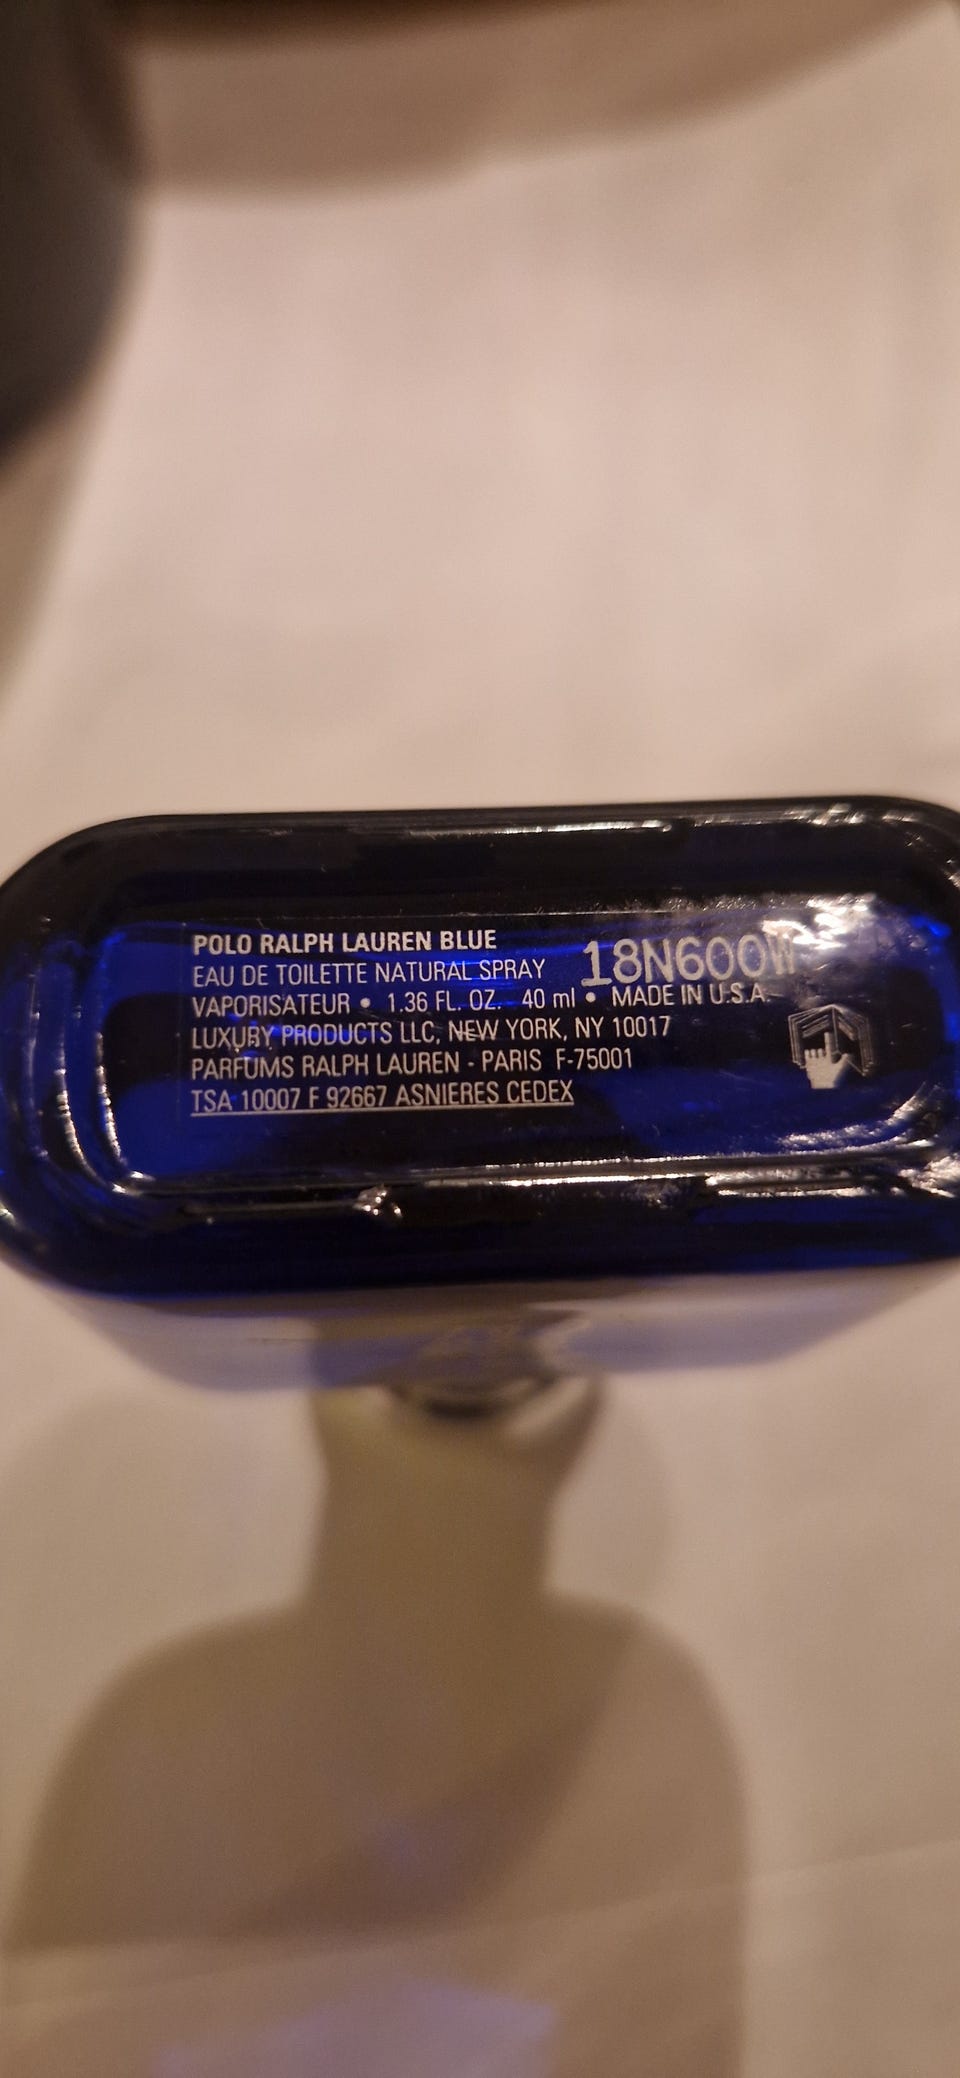 POLO RALPH LAUREN BLUE
EAU DE TOILETTE NATURAL SPRAY 18N600W
VAPORISATEUR • 1.36 FL. OZ. 40 ml • MADE IN U.S.A.
LUXURY PRODUCTS LLC, NEW YORK, NY 10017
PARFUMS RALPH LAUREN - PARIS F-75001
TSA 10007 F 92667 ASNIERES CEDEX